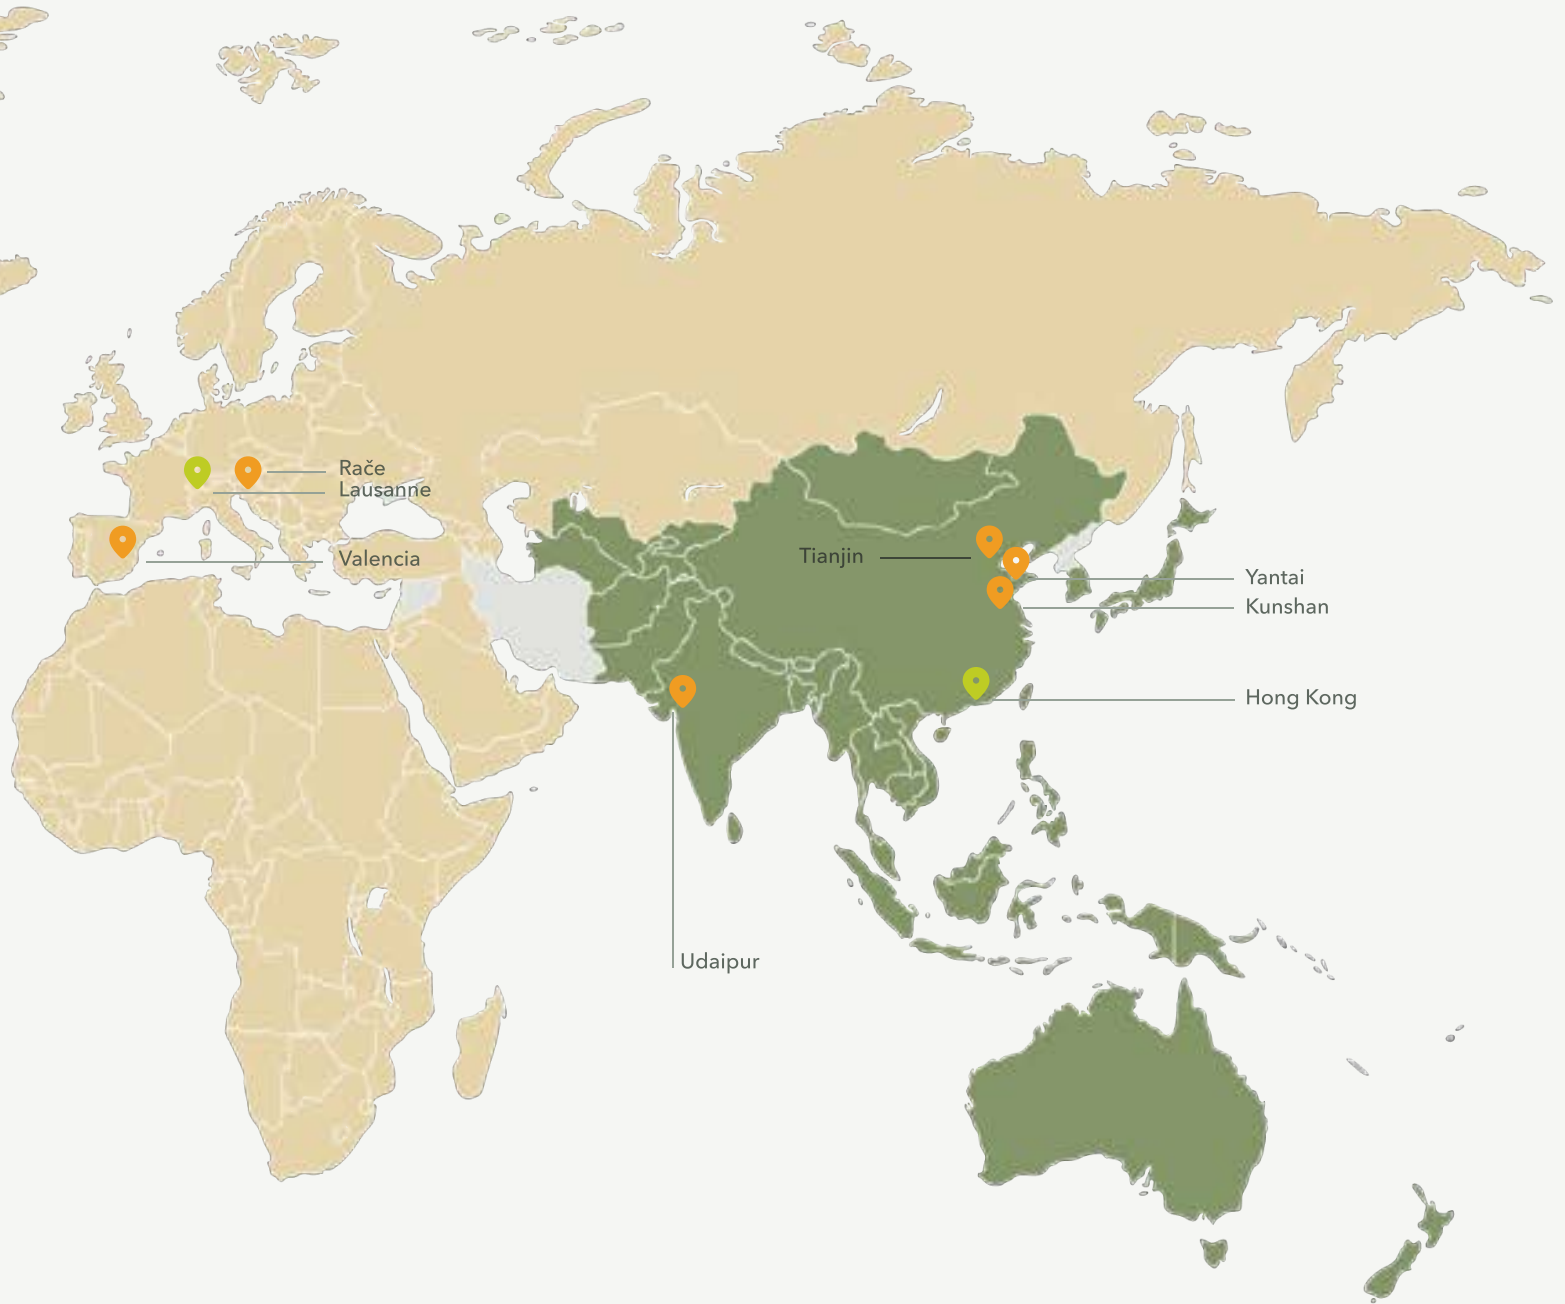 Rače
Lausanne
Valencia
Tianjin
Yantai
Kunshan
Hong Kong
Udaipur